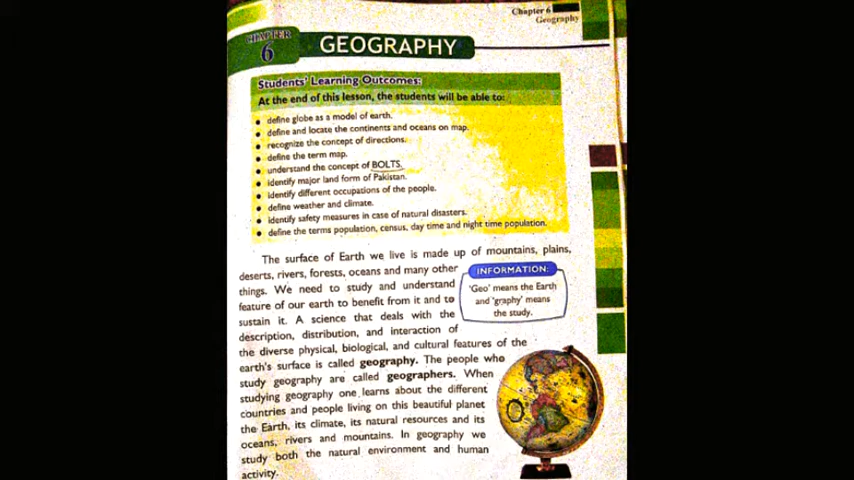 Chapter 6
Geography
CHAPTER
6
GEOGRAPHY
Students' Learning Outcomes:
At the end of this lesson, the students will be able to:
• define globe as a model of earth.
• define and locate the continents and oceans on map.
• recognize the concept of directions.
• define the term map.
• understand the concept of BOLTS.
• identify major land form of Pakistan.
• identify different occupations of the people.
• define weather and climate.
• identify safety measures in case of natural disasters.
• define the terms population, census, day time and night time population.
The surface of Earth we live is made up of mountains, plains,
deserts, rivers, forests, oceans and many other
things. We need to study and understand
feature of our earth to benefit from it and to
sustain it. A science that deals with the
description, distribution, and interaction of
the diverse physical, biological, and cultural features of the
earth's surface is called geography. The people who
study geography are called geographers. When
studying geography one learns about the different
countries and people living on this beautiful planet
the Earth, its climate, its natural resources and its
oceans, rivers and mountains. In geography we
study both the natural environment and human
activity.
INFORMATION:
'Geo' means the Earth
and 'graphy' means
the study.